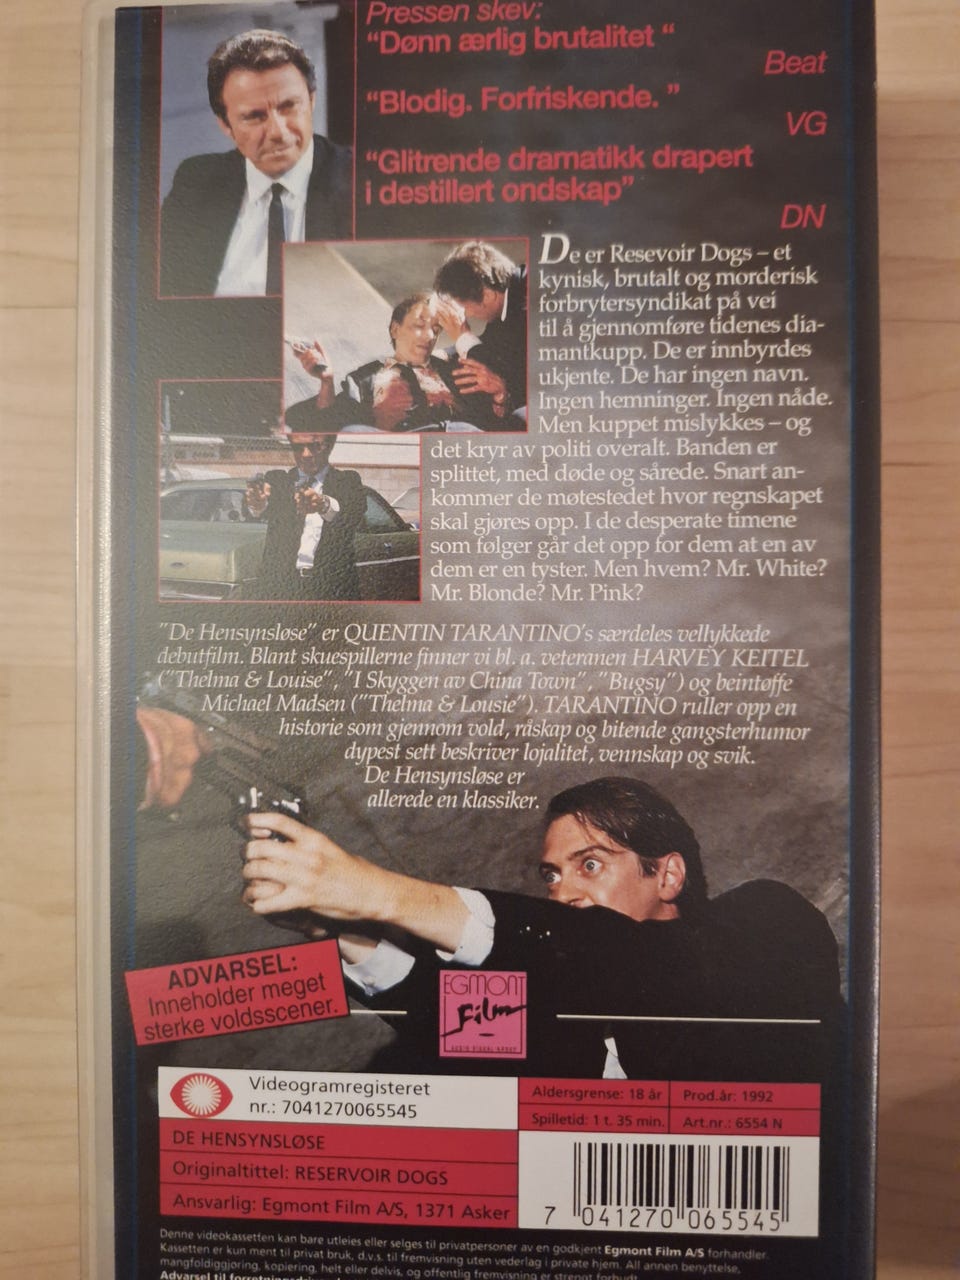 Pressen skev:
“Dønn ærlig brutalitet “
Beat
“Blodig. Forfriskende. ”
VG
“Glitrende dramatikk drapert
i destillert ondskap”
DN
De er Resevoir Dogs – et
kynisk, brutalt og morderisk
forbrytersyndikat på vei
til å gjennomføre tidenes dia-
mantkupp. De er innbyrdes
ukjente. De har ingen navn.
Ingen hemninger. Ingen nåde.
Men kuppet mislykkes – og
det kryr av politi overalt. Banden er
splittet, med døde og sårede. Snart an-
kommer de møtestedet hvor regnskapet
skal gjøres opp. I de desperate timene
som følger går det opp for dem at en av
dem er en tyster. Men hvem? Mr. White?
Mr. Blonde? Mr. Pink?
"De Hensynsløse" er QUENTIN TARANTINO's særdeles vellykkede
debutfilm. Blant skuespillerne finner vi bl. a. veteranen HARVEY KEITEL
("Thelma & Louise", "I Skyggen av China Town", "Bugsy") og beintøffe
Michael Madsen ("Thelma & Lousie"). TARANTINO ruller opp en
historie som gjennom vold, råskap og bitende gangsterhumor
dypest sett beskriver lojalitet, vennskap og svik.
De Hensynsløse er
allerede en klassiker.
ADVARSEL:
Inneholder meget
sterke voldsscener.
EGMONT
Film
Videogramregisteret
nr.: 7041270065545
Aldersgrense: 18 år
Prod.år: 1992
Spilletid: 1 t. 35 min.
Art.nr.: 6554 N
DE HENSYNSLØSE
Originaltittel: RESERVOIR DOGS
Ansvarlig: Egmont Film A/S, 1371 Asker
7 041270 065545
Denne videokassetten kan bare utleies eller selges til privatpersoner av en godkjent Egmont Film A/S forhandler.
Kassetten er kun ment til privat bruk, d.v.s. til fremvisning uten vederlag i private hjem. All annen benyttelse,
mangfoldiggjøring, kopiering, helt eller delvis, og offentlig fremvisning er strengt forbudt.
Advarsel til